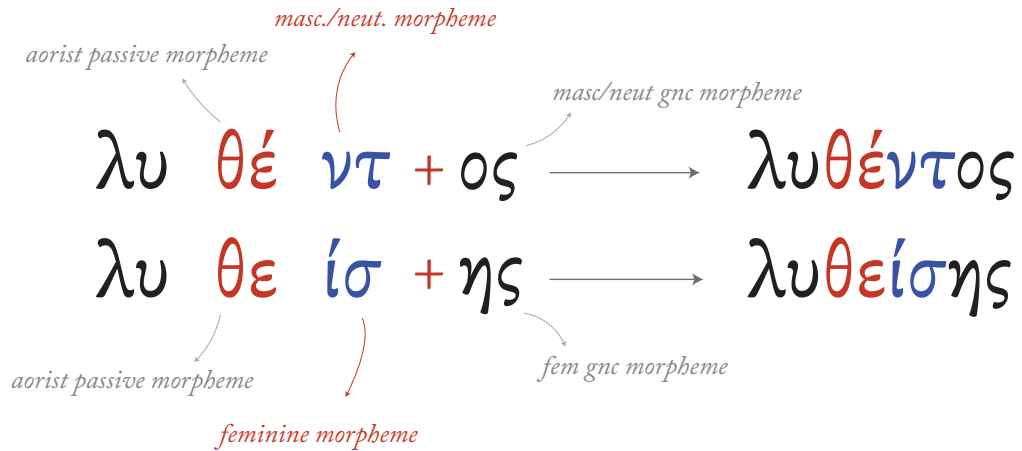 masc./neut. morpheme
aorist passive morpheme
masc/neut gnc morpheme
λυ θέ ντ + ος λυθέντος
λυ θε ίσ + ης λυθείσης
aorist passive morpheme
fem gnc morpheme
feminine morpheme